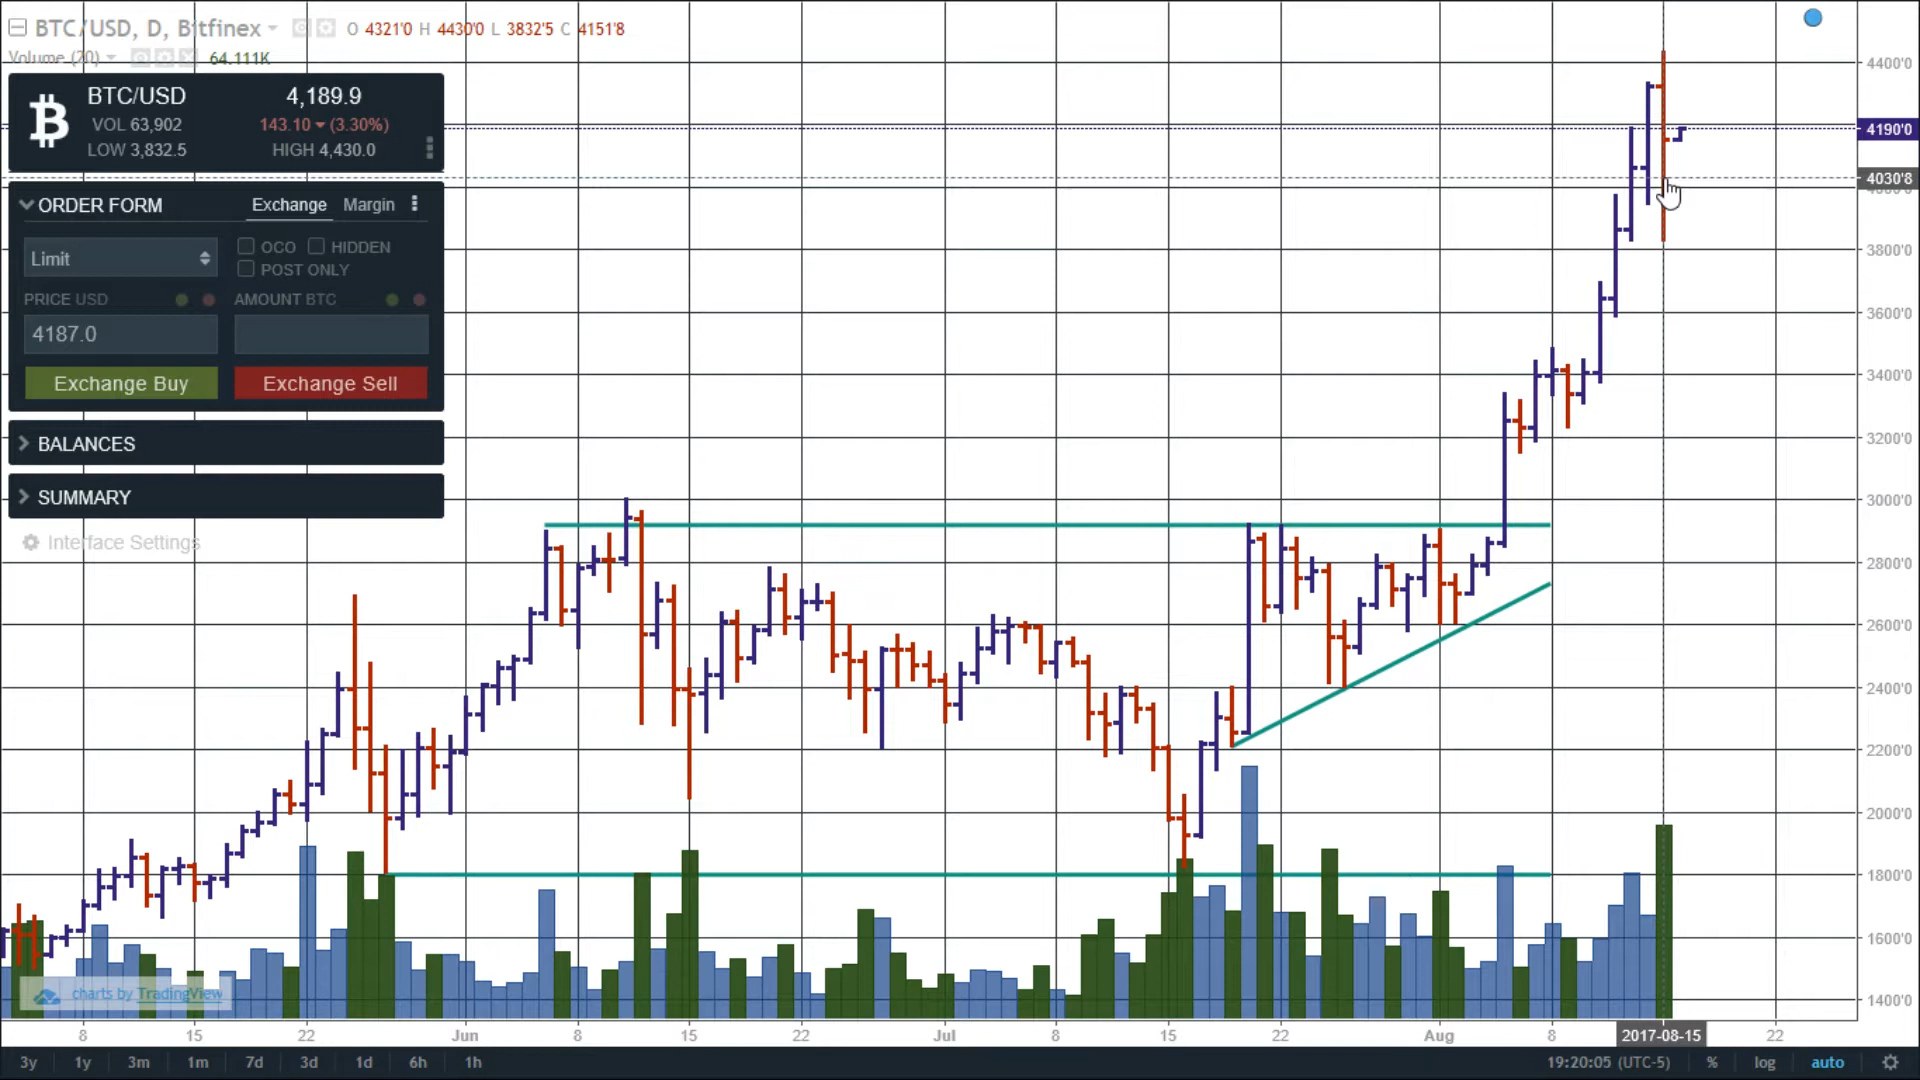 BTC/USD, D, Bitfinex O 4321'0 H 4430'0 L 3832'5 C 4151'8
Volume (20) 64.111K
BTC/USD 4,189.9
VOL 63,902 143.10 (3.30%)
LOW 3,832.5 HIGH 4,430.0
ORDER FORM Exchange Margin
Limit OCO HIDDEN
POST ONLY
PRICE USD AMOUNT BTC
4187.0
Exchange Buy Exchange Sell
BALANCES
SUMMARY
Interface Settings
charts by TradingView
4400'0
4190'0
4030'8
3800'0
3600'0
3400'0
3200'0
3000'0
2800'0
2600'0
2400'0
2200'0
2000'0
1800'0
1600'0
1400'0
8 15 22 Jun 8 15 22 Jul 8 15 22 Aug 8 2017-08-15 22
3y 1y 3m 1m 7d 3d 1d 6h 1h 19:20:05 (UTC-5) % log auto